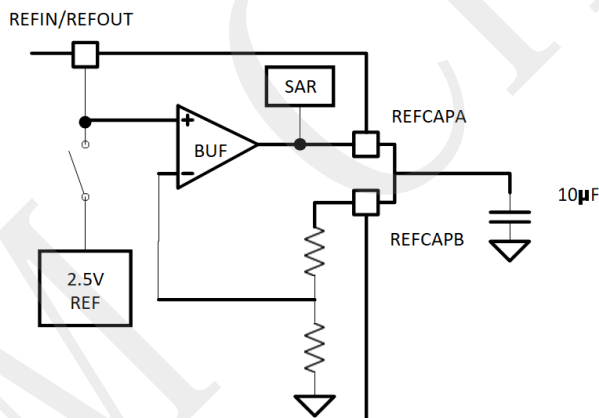 REFIN/REFOUT
SAR
REFCAPA
+
BUF
−
10μF
REFCAPB
2.5V
REF